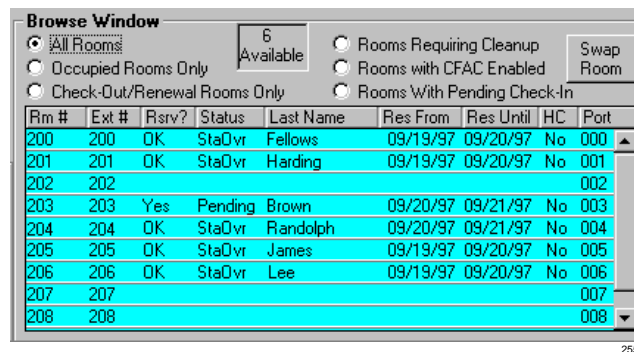 Browse Window
All Rooms
Occupied Rooms Only
Check-Out/Renewal Rooms Only
6
Available
Rooms Requiring Cleanup
Rooms with CFAC Enabled
Rooms With Pending Check-In
Swap
Room
Rm # Ext # Rsrv? Status Last Name Res From Res Until HC Port
200 200 OK StaOvr Fellows 09/19/97 09/20/97 No 000
201 201 OK StaOvr Harding 09/19/97 09/20/97 No 001
202 202 002
203 203 Yes Pending Brown 09/20/97 09/21/97 No 003
204 204 OK StaOvr Randolph 09/20/97 09/21/97 No 004
205 205 OK StaOvr James 09/19/97 09/20/97 No 005
206 206 OK StaOvr Lee 09/19/97 09/20/97 No 006
207 207 007
208 208 008